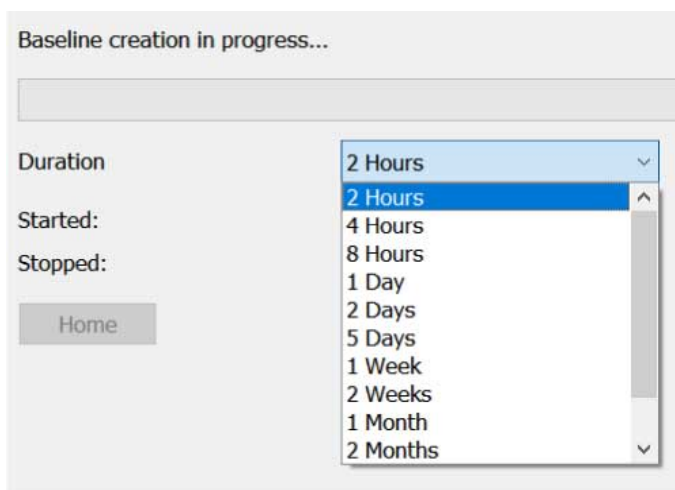 Baseline creation in progress...
Duration
2 Hours
2 Hours
4 Hours
8 Hours
1 Day
2 Days
5 Days
1 Week
2 Weeks
1 Month
2 Months
Started:
Stopped:
Home